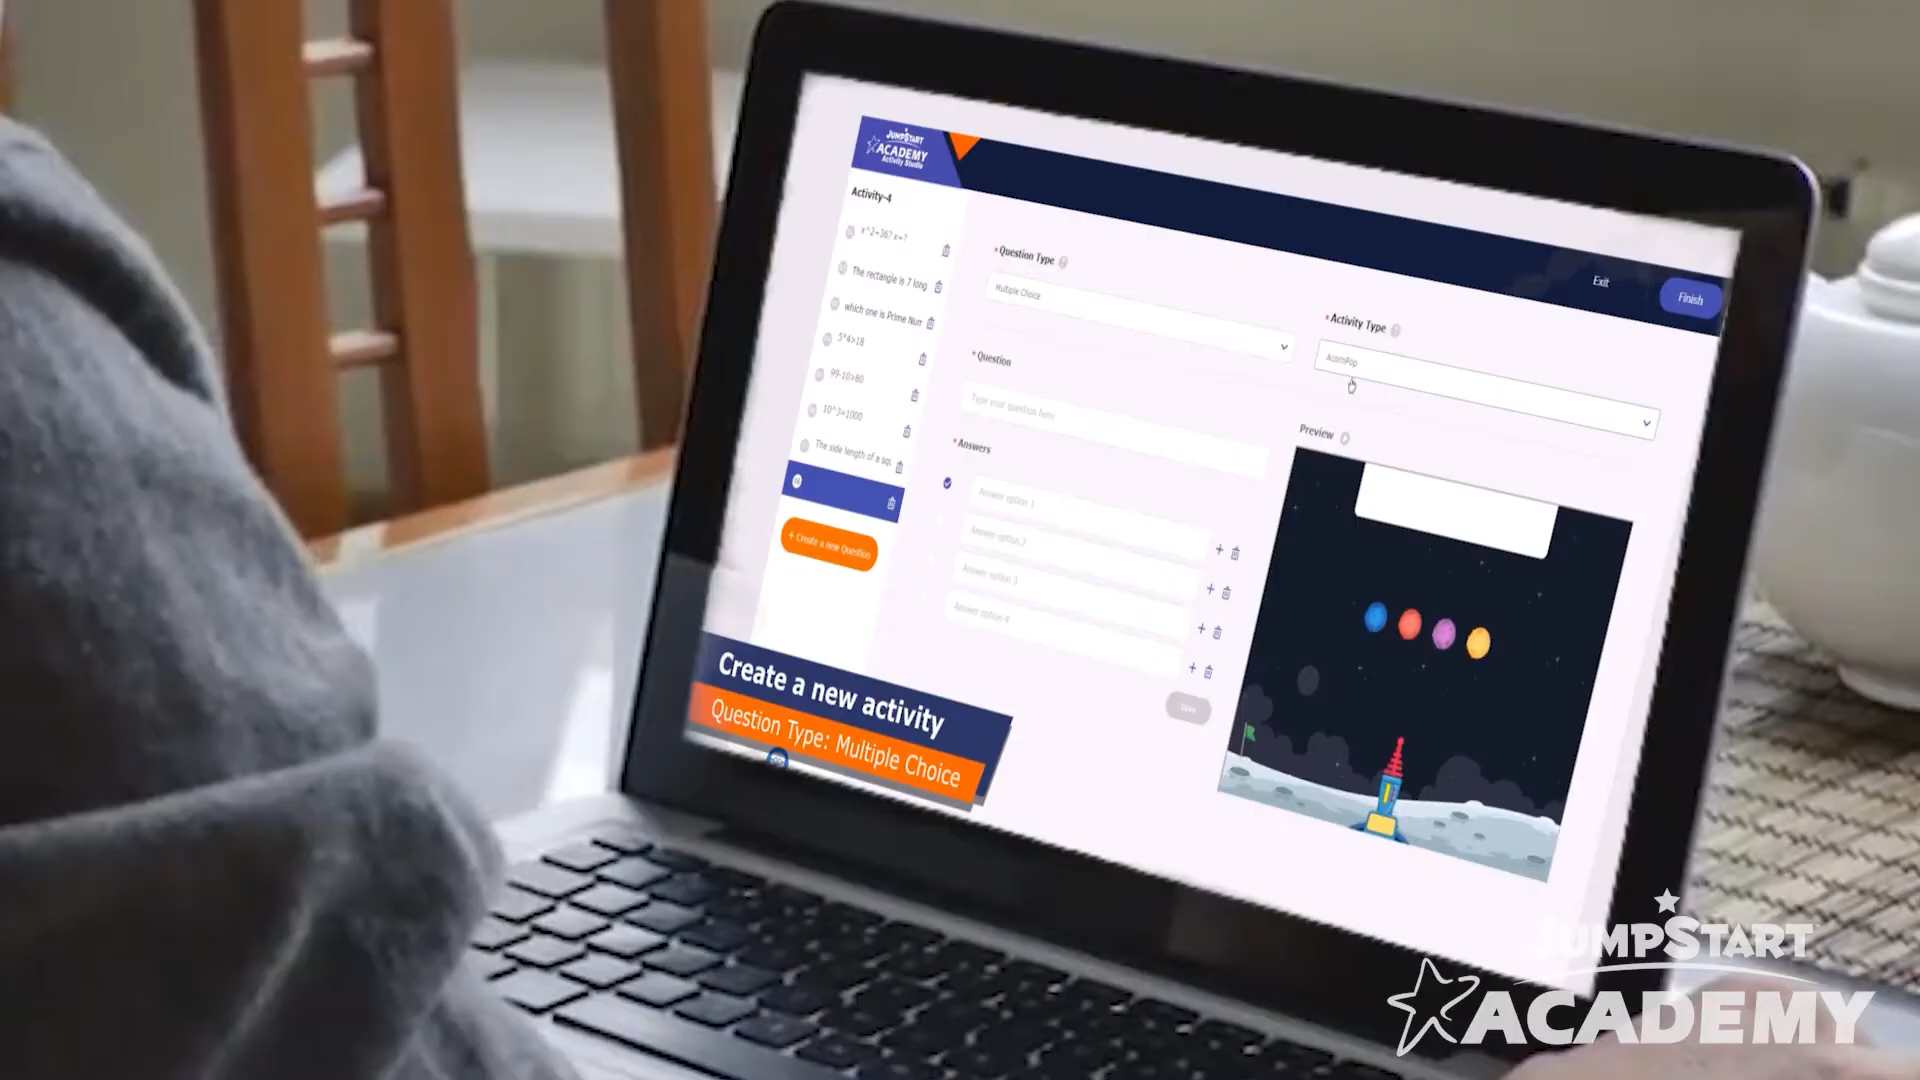 JUMPSTART
ACADEMY
Activity Studio
Exit
Finish
Activity-4
x^2=36? x=?
The rectangle is 7 long
which one is Prime Num
5*4>18
99-10>80
10^3=1000
The side length of a squ
+ Create a new Question
* Question Type
Multiple Choice
* Question
Type your question here
* Answers
Answer option 1
Answer option 2
Answer option 3
Answer option 4
Save
* Activity Type
AcornPop
Preview
Create a new activity
Question Type: Multiple Choice
JUMPSTART
ACADEMY